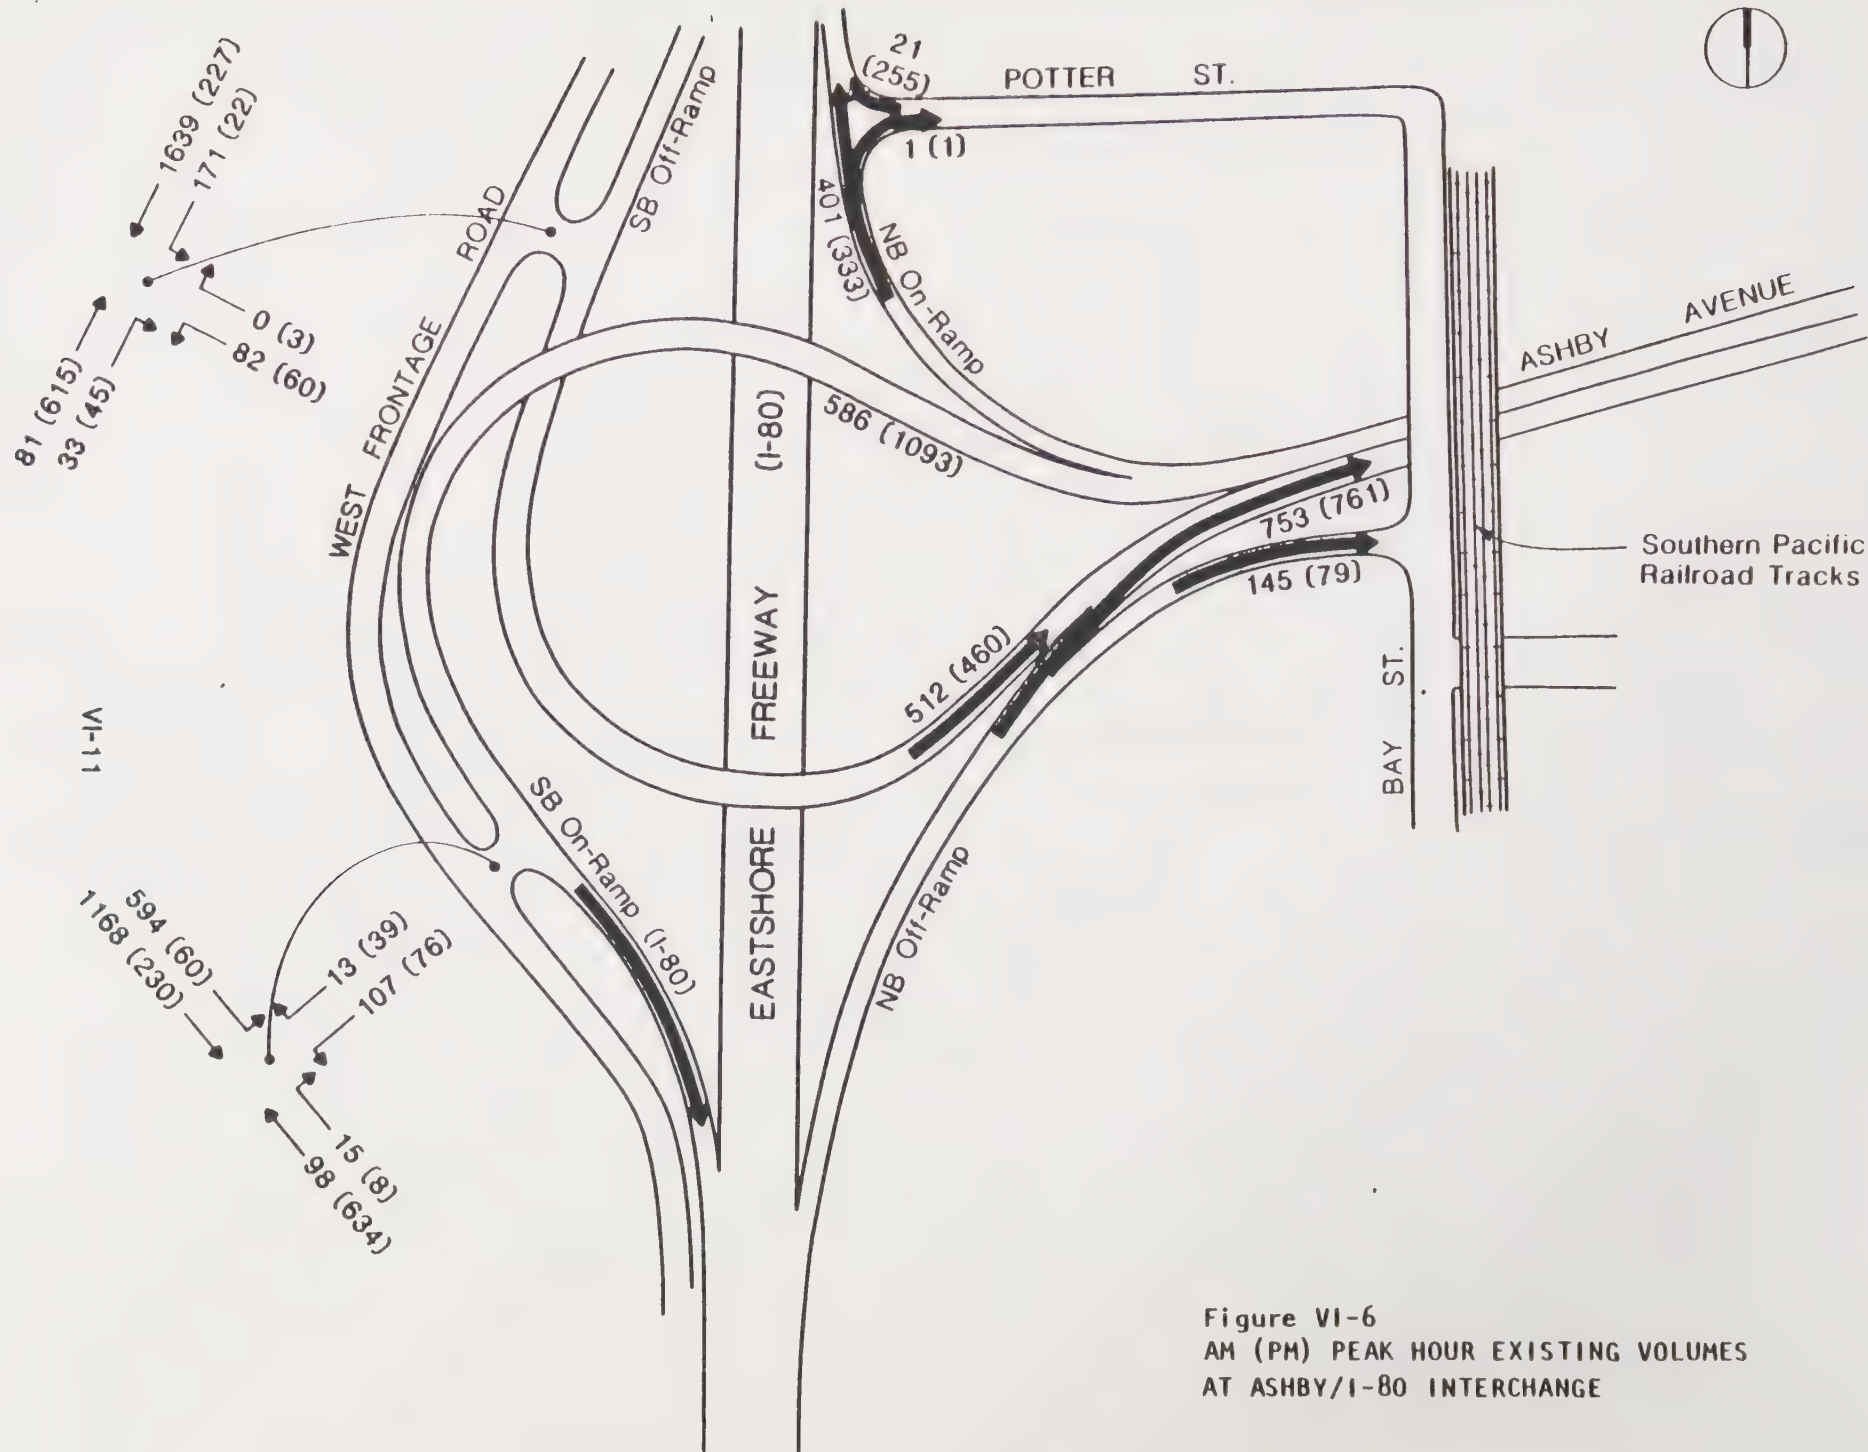 21
(255)
POTTER ST.
1 (1)
1639 (227)
171 (22)
0 (3)
82 (60)
81 (615)
33 (45)
WEST FRONTAGE ROAD
SB Off-Ramp
401 (333)
NB On-Ramp
586 (1093)
ASHBY AVENUE
753 (761)
145 (79)
512 (460)
Southern Pacific
Railroad Tracks
BAY ST.
EASTSHORE FREEWAY (I-80)
SB On-Ramp (I-80)
NB Off-Ramp
594 (60)
1168 (230)
13 (39)
107 (76)
15 (8)
98 (634)
VI-11
Figure VI-6
AM (PM) PEAK HOUR EXISTING VOLUMES
AT ASHBY/I-80 INTERCHANGE